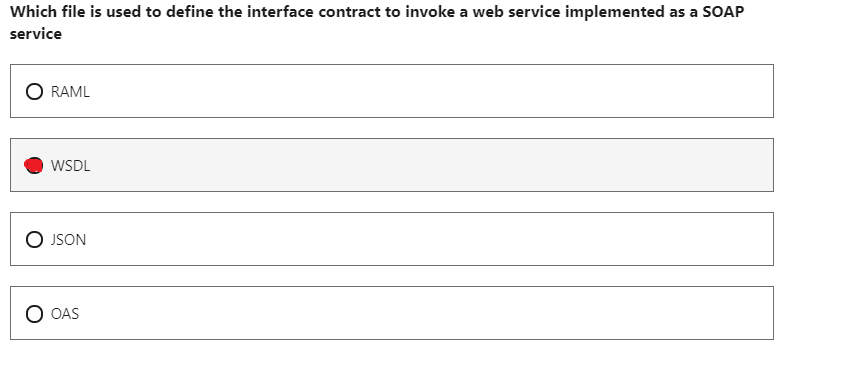 Which file is used to define the interface contract to invoke a web service implemented as a SOAP
service
RAML
WSDL
JSON
OAS